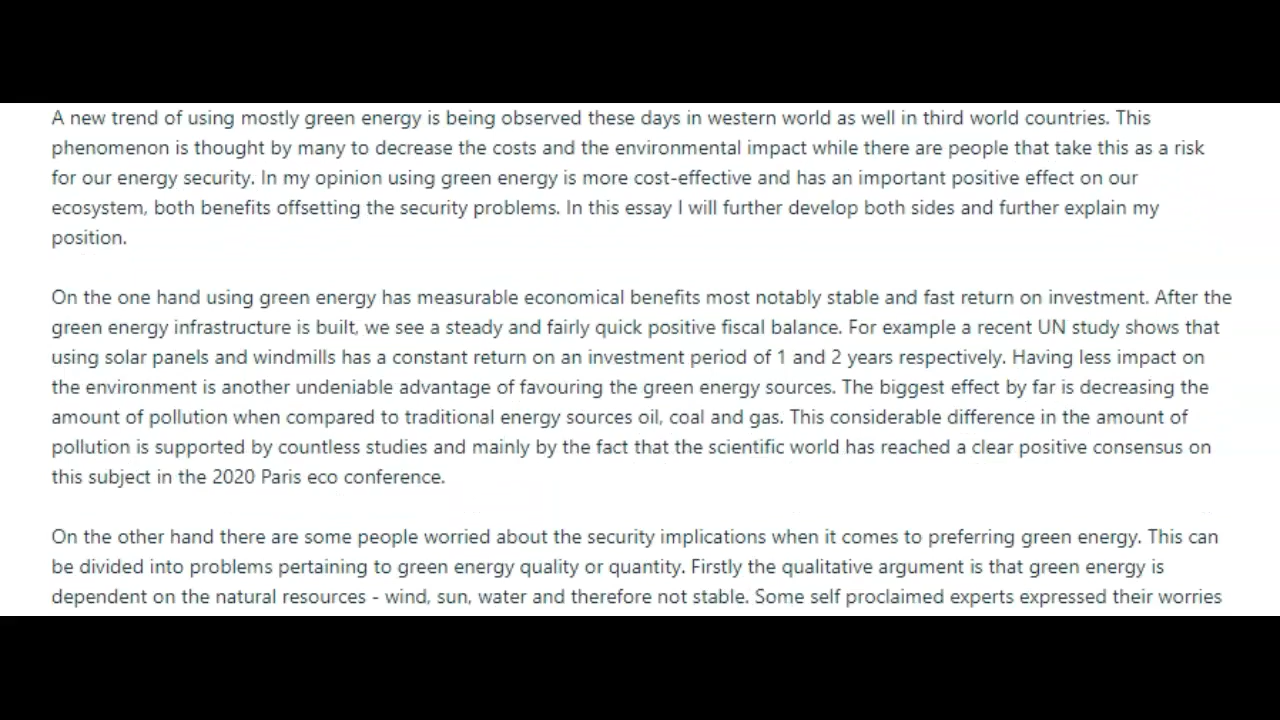 A new trend of using mostly green energy is being observed these days in western world as well in third world countries. This
phenomenon is thought by many to decrease the costs and the environmental impact while there are people that take this as a risk
for our energy security. In my opinion using green energy is more cost-effective and has an important positive effect on our
ecosystem, both benefits offsetting the security problems. In this essay I will further develop both sides and further explain my
position.
On the one hand using green energy has measurable economical benefits most notably stable and fast return on investment. After the
green energy infrastructure is built, we see a steady and fairly quick positive fiscal balance. For example a recent UN study shows that
using solar panels and windmills has a constant return on an investment period of 1 and 2 years respectively. Having less impact on
the environment is another undeniable advantage of favouring the green energy sources. The biggest effect by far is decreasing the
amount of pollution when compared to traditional energy sources oil, coal and gas. This considerable difference in the amount of
pollution is supported by countless studies and mainly by the fact that the scientific world has reached a clear positive consensus on
this subject in the 2020 Paris eco conference.
On the other hand there are some people worried about the security implications when it comes to preferring green energy. This can
be divided into problems pertaining to green energy quality or quantity. Firstly the qualitative argument is that green energy is
dependent on the natural resources - wind, sun, water and therefore not stable. Some self proclaimed experts expressed their worries